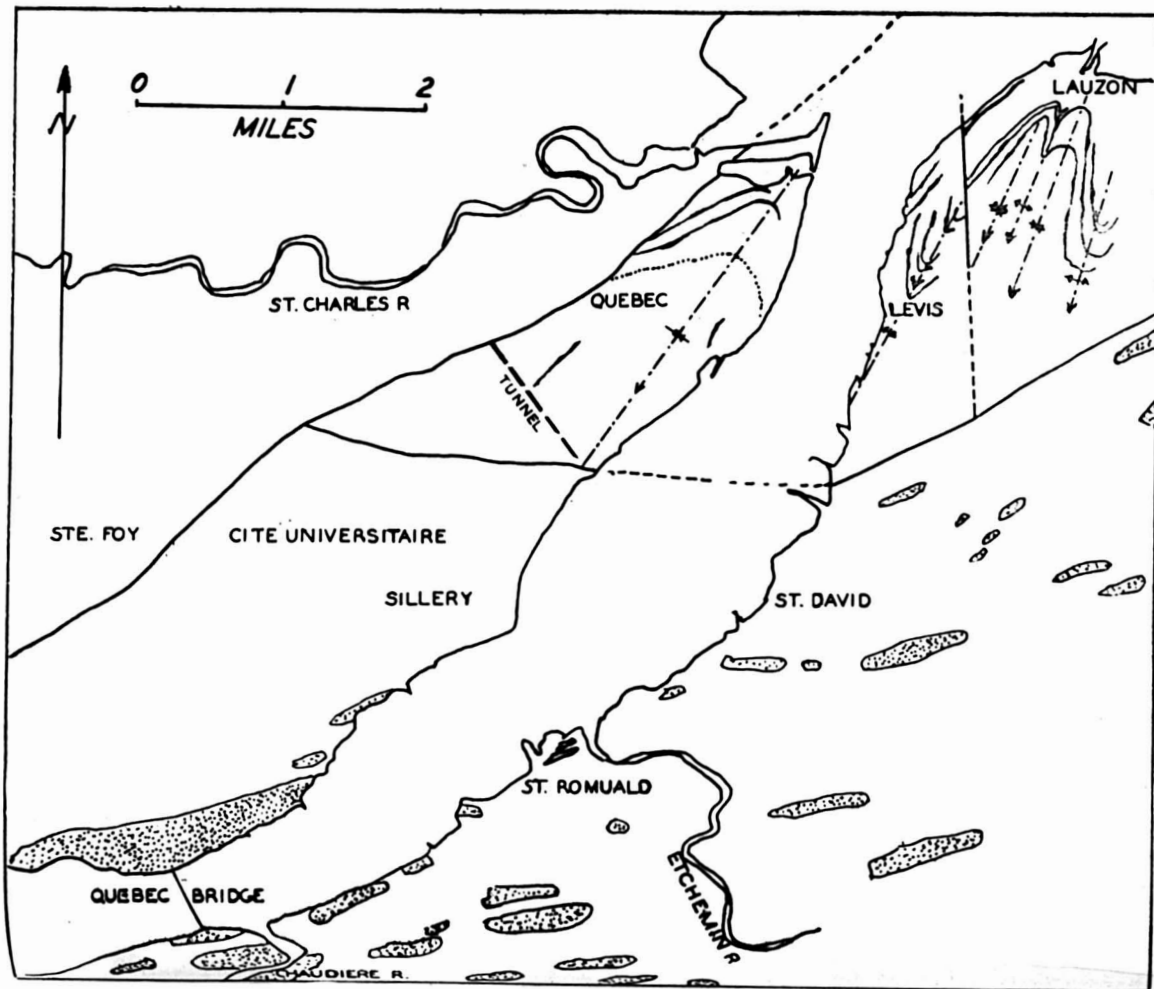 0 1 2
MILES
N
LAUZON
ST. CHARLES R
QUEBEC
LEVIS
TUNNEL
STE. FOY
CITE UNIVERSITAIRE
SILLERY
ST. DAVID
ST. ROMUALD
ETCHEMIN R
QUEBEC BRIDGE
CHAUDIERE R.